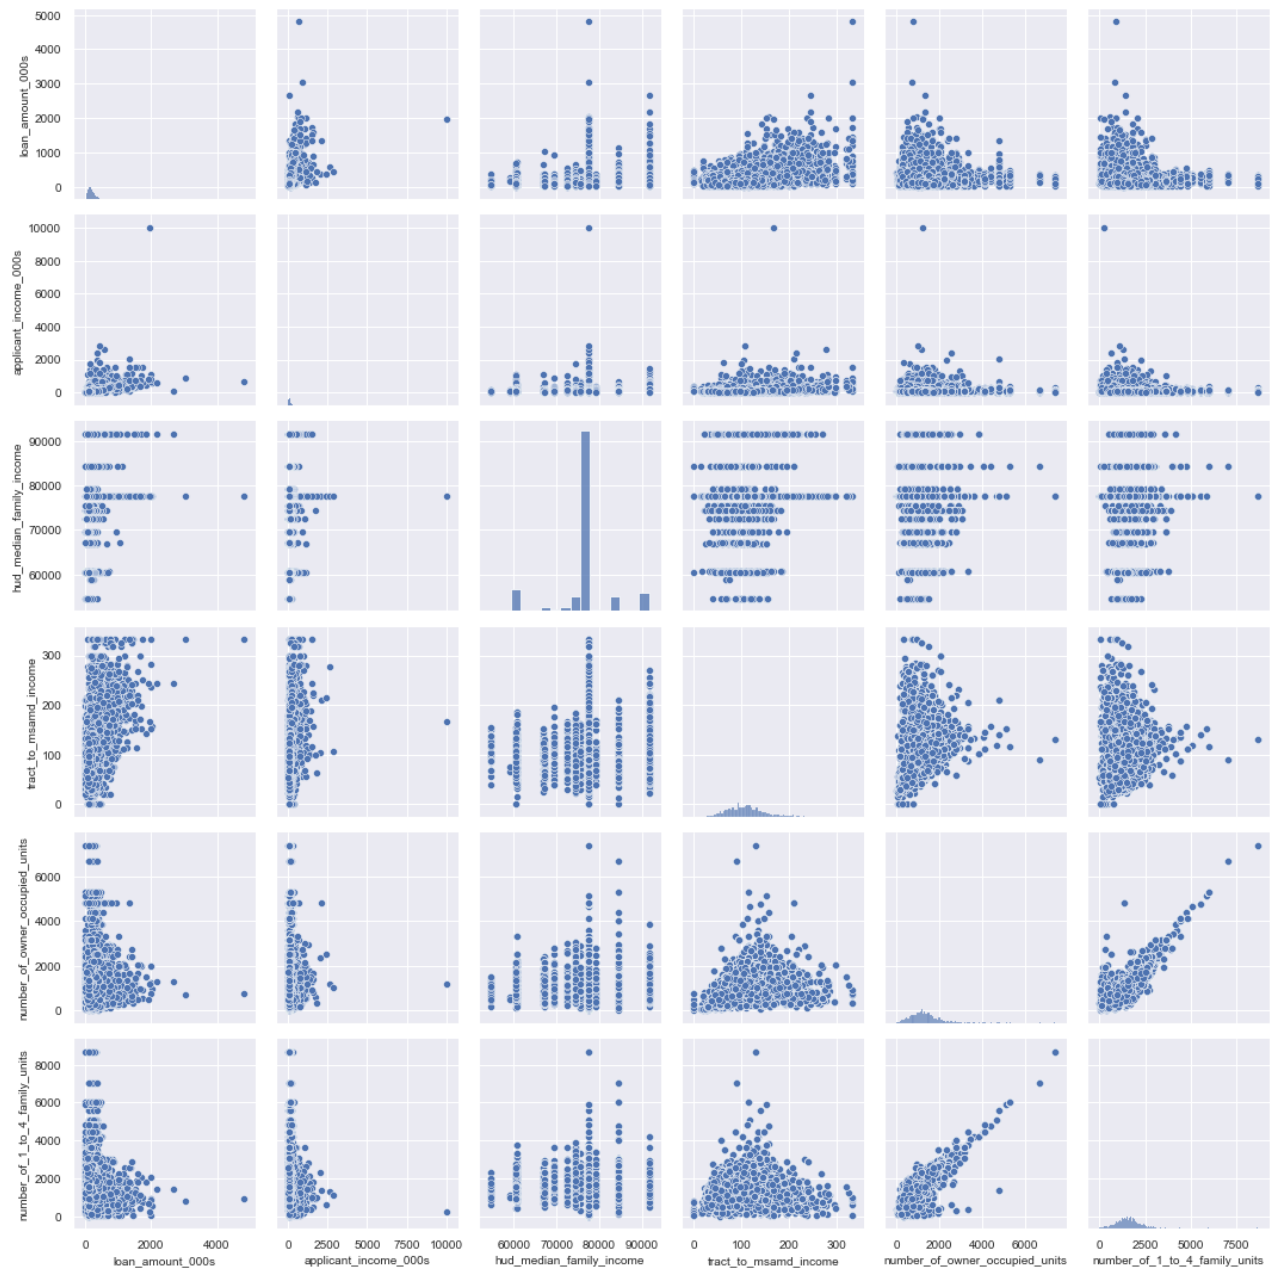 5000
4000
3000
2000
1000
0
loan_amount_000s
10000
8000
6000
4000
2000
0
applicant_income_000s
90000
80000
70000
60000
hud_median_family_income
300
200
100
0
tract_to_msamd_income
6000
4000
2000
0
number_of_owner_occupied_units
8000
6000
4000
2000
0
number_of_1_to_4_family_units
0 2000 4000
loan_amount_000s
0 2500 5000 7500 10000
applicant_income_000s
60000 70000 80000 90000
hud_median_family_income
0 100 200 300
tract_to_msamd_income
0 2000 4000 6000
number_of_owner_occupied_units
0 2500 5000 7500
number_of_1_to_4_family_units